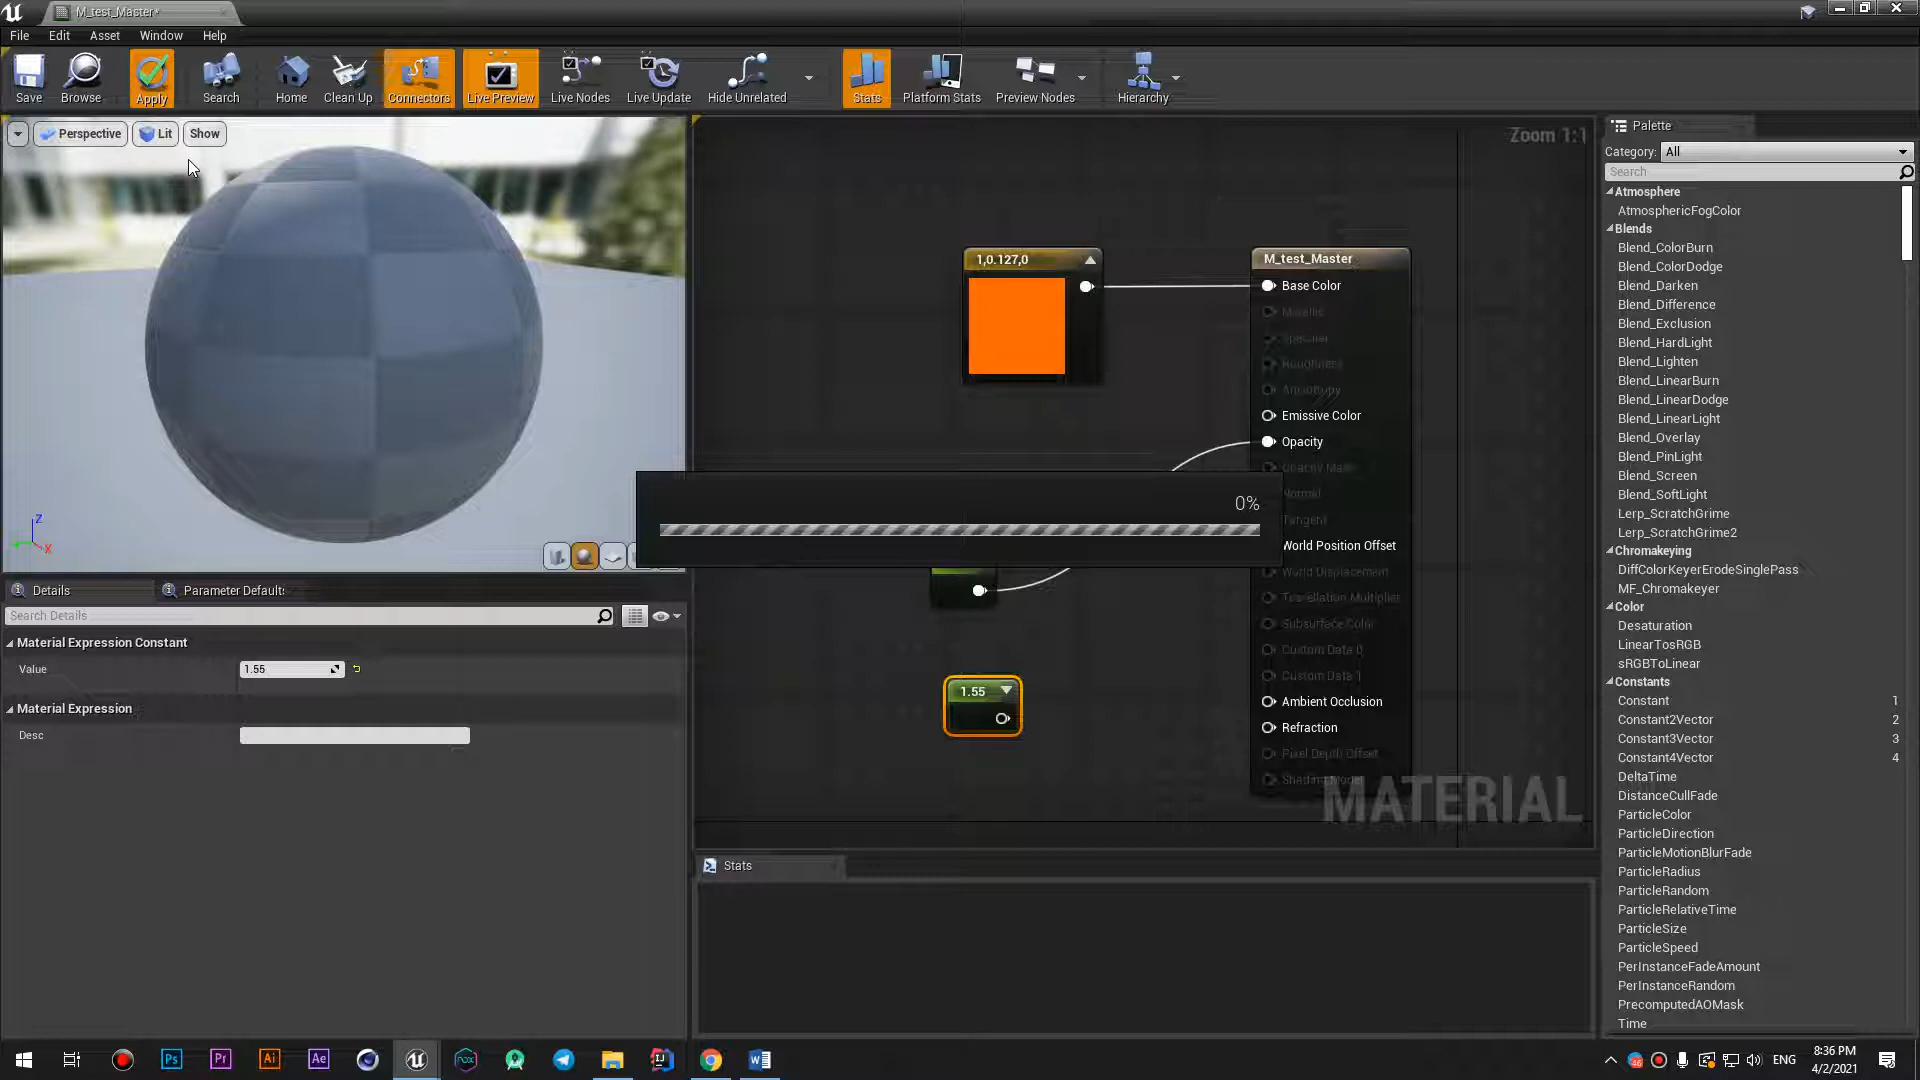 M_test_Master*
File Edit Asset Window Help
Save Browse Apply Search Home Clean Up Connectors Live Preview Live Nodes Live Update Hide Unrelated Stats Platform Stats Preview Nodes Hierarchy
Perspective Lit Show
Zoom 1:1
1,0.127,0
M_test_Master
Base Color
Metallic
Specular
Roughness
Anisotropy
Emissive Color
Opacity
Opacity Mask
Normal
Tangent
World Position Offset
World Displacement
Tessellation Multiplier
Subsurface Color
Custom Data 0
Custom Data 1
Ambient Occlusion
Refraction
Pixel Depth Offset
Shading Model
0%
1.55
MATERIAL
Z
X
Details Parameter Defaults
Search Details
Material Expression Constant
Value 1.55
Material Expression
Desc
Stats
Palette
Category: All
Search
Atmosphere
AtmosphericFogColor
Blends
Blend_ColorBurn
Blend_ColorDodge
Blend_Darken
Blend_Difference
Blend_Exclusion
Blend_HardLight
Blend_Lighten
Blend_LinearBurn
Blend_LinearDodge
Blend_LinearLight
Blend_Overlay
Blend_PinLight
Blend_Screen
Blend_SoftLight
Lerp_ScratchGrime
Lerp_ScratchGrime2
Chromakeying
DiffColorKeyerErodeSinglePass
MF_Chromakeyer
Color
Desaturation
LinearTosRGB
sRGBToLinear
Constants
Constant 1
Constant2Vector 2
Constant3Vector 3
Constant4Vector 4
DeltaTime
DistanceCullFade
ParticleColor
ParticleDirection
ParticleMotionBlurFade
ParticleRadius
ParticleRandom
ParticleRelativeTime
ParticleSize
ParticleSpeed
PerInstanceFadeAmount
PerInstanceRandom
PrecomputedAOMask
Time
Ps Pr Ai Ae
ENG
8:36 PM
4/2/2021